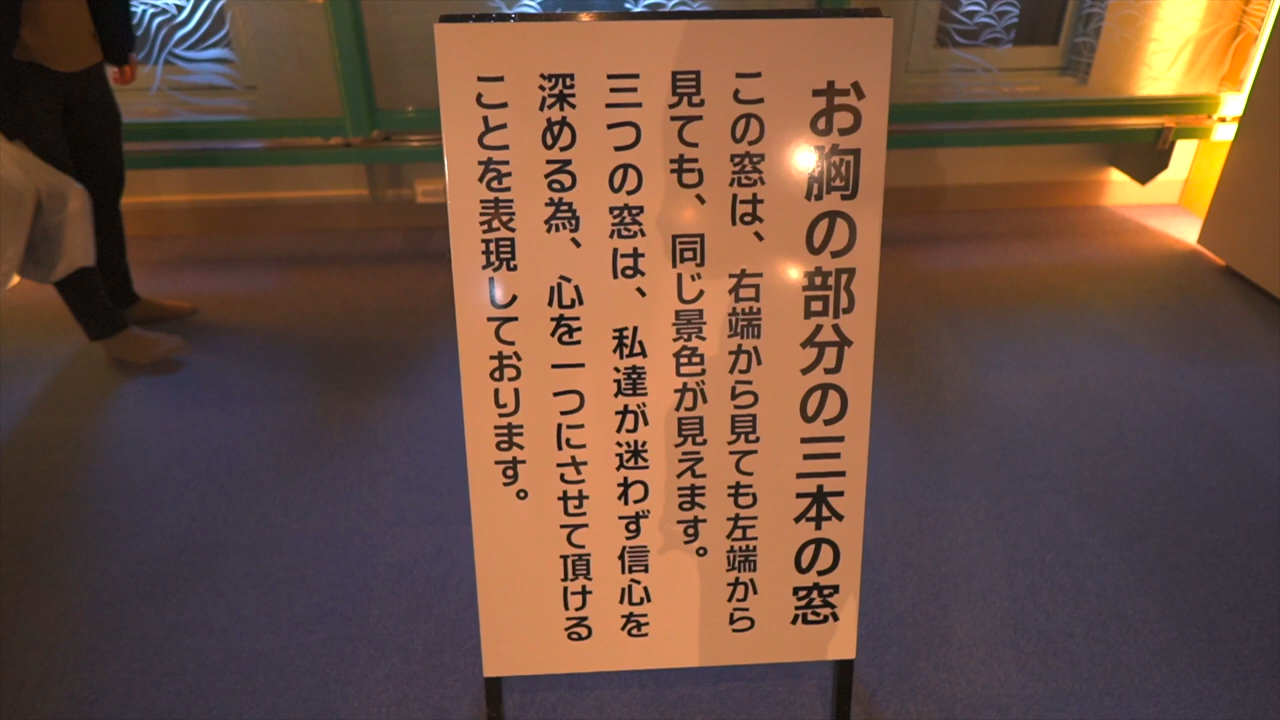 お胸の部分の三本の窓
この窓は、右端から見ても左端から
見ても、同じ景色が見えます。
三つの窓は、私達が迷わず信心を
深める為、心を一つにさせて頂ける
ことを表現しております。